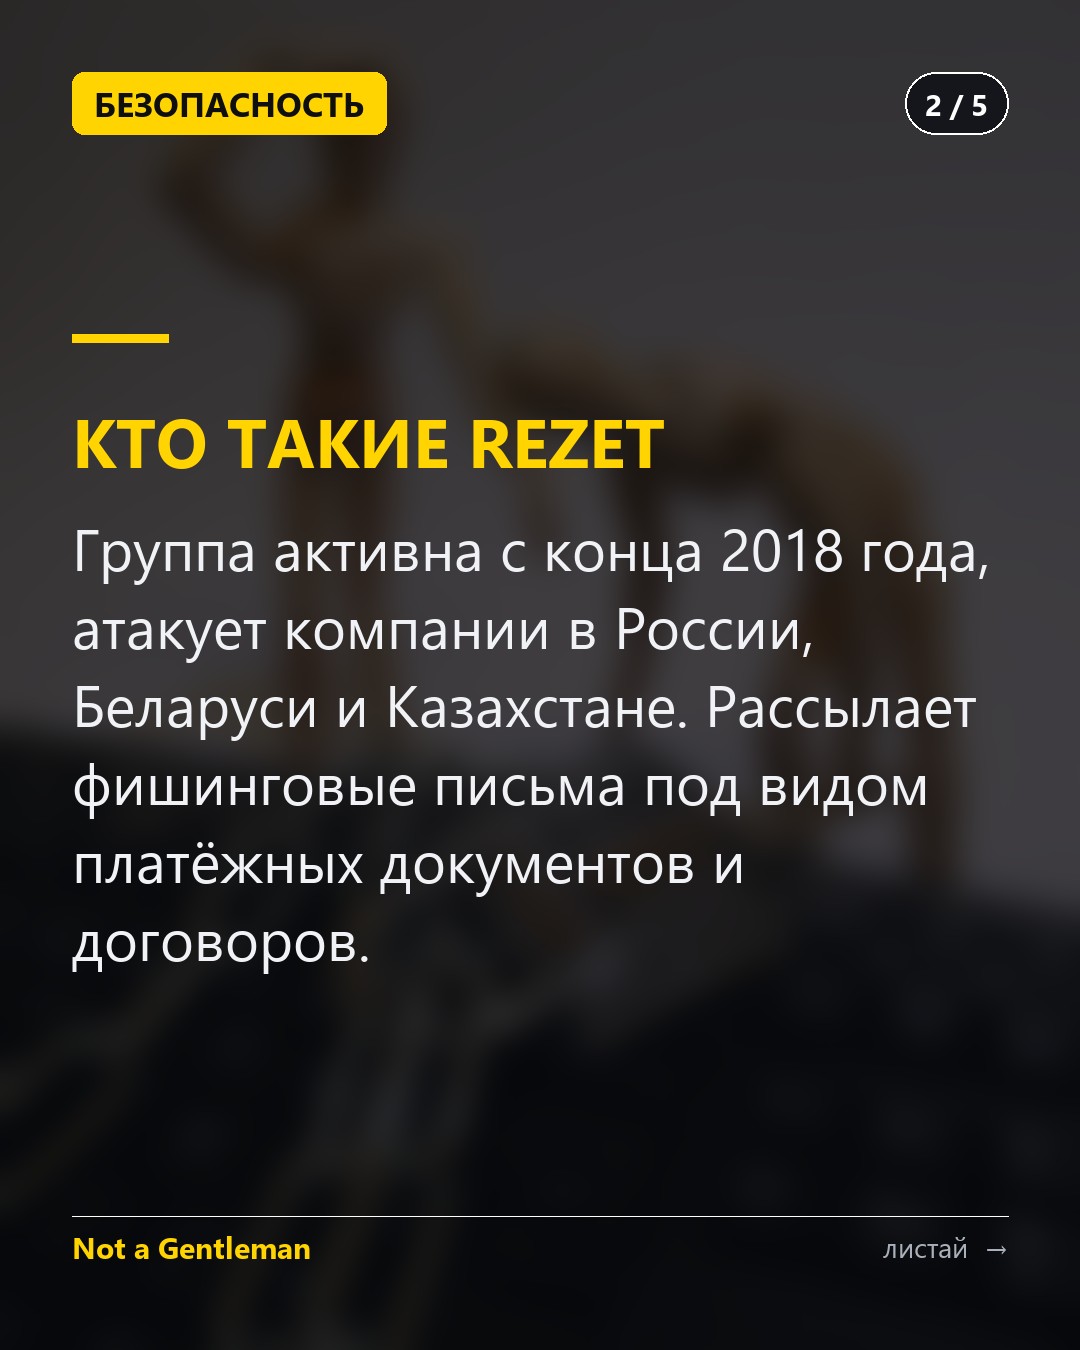 БЕЗОПАСНОСТЬ
2 / 5
КТО ТАКИЕ REZET
Группа активна с конца 2018 года,
атакует компании в России,
Беларуси и Казахстане. Рассылает
фишинговые письма под видом
платёжных документов и
договоров.
Not a Gentleman
листай →